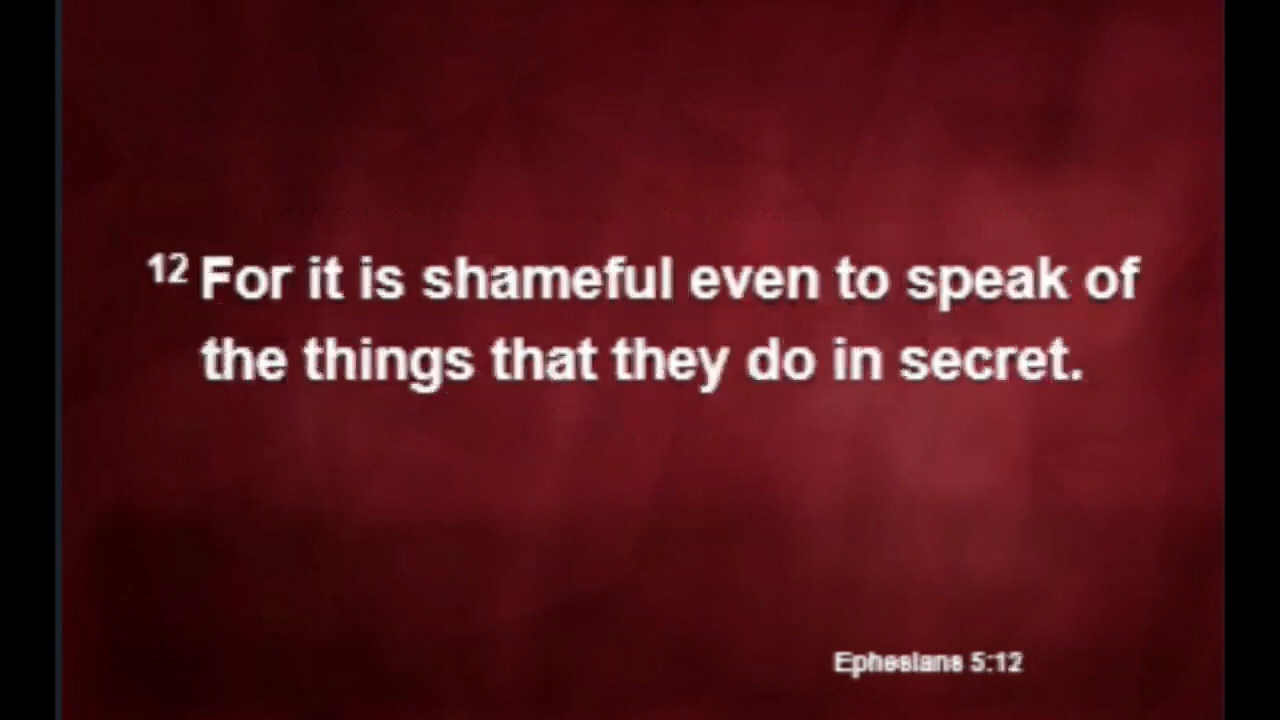 12 For it is shameful even to speak of
the things that they do in secret.
Ephesians 5:12